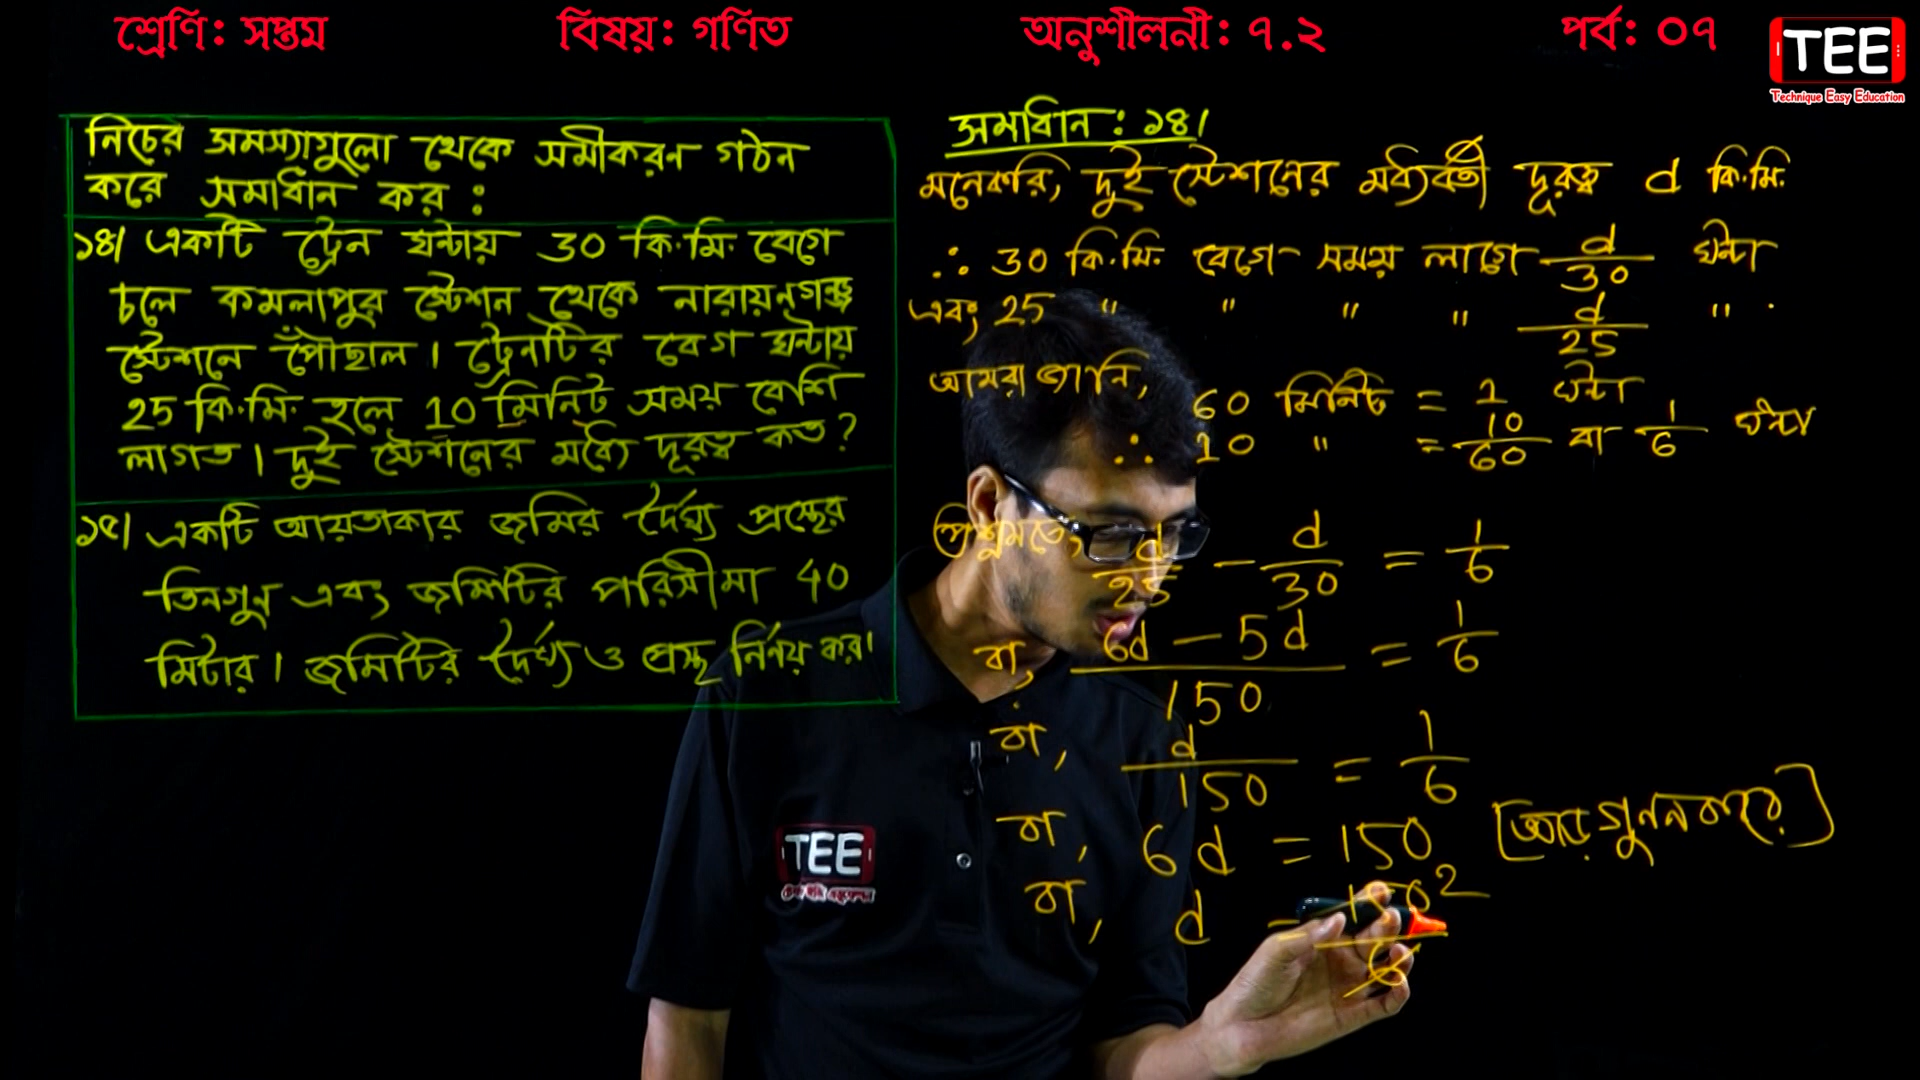 শ্রেণি: সপ্তম বিষয়: গণিত অনুশীলনী: ৭.২ পর্ব: ০৭
TEE
Technique Easy Education
নিচের সমস্যাগুলো থেকে সমীকরণ গঠন
করে সমাধান কর:
১৪। একটি ট্রেন ঘন্টায় 30 কি.মি. বেগে
চলে কমলাপুর স্টেশন থেকে নারায়নগঞ্জ
স্টেশনে পৌঁছাল। ট্রেনটির বেগ ঘন্টায়
25 কি.মি. হলে 10 মিনিট সময় বেশি
লাগত। দুই স্টেশনের মধ্যে দূরত্ব কত?
১৫। একটি আয়তাকার জমির দৈর্ঘ্য প্রস্থের
তিনগুন এবং জমিটির পরিসীমা 40
মিটার। জমিটির দৈর্ঘ্য ও প্রস্থ নির্ণয় কর।
সমাধান: ১৪।
মনেকরি, দুই স্টেশনের মধ্যবর্তী দূরত্ব d কি.মি.
∴ 30 কি.মি. বেগে সময় লাগে d/30 ঘন্টা
এবং 25 " " " " d/25 "
আমরা জানি,
60 মিনিট = 1 ঘন্টা
∴ 10 " = 10/60 বা 1/6 ঘন্টা
প্রশ্নমতে, d/25 - d/30 = 1/6
বা, (6d - 5d)/150 = 1/6
বা, d/150 = 1/6
বা, 6d = 150 [আড়গুনন করে]
বা, d = 150/6
2
TEE